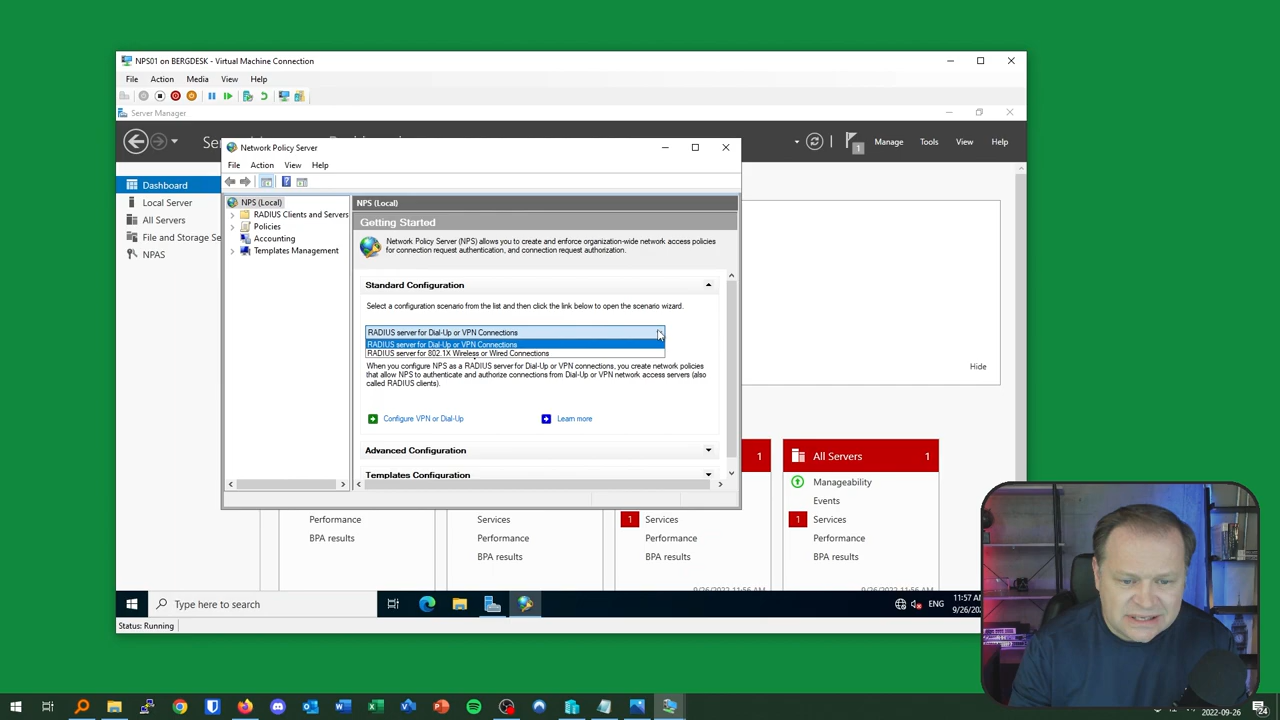 NPS01 on BERGDESK - Virtual Machine Connection
File Action Media View Help
Server Manager
Manage Tools View Help
1
Dashboard
Local Server
All Servers
File and Storage Se
NPAS
Network Policy Server
File Action View Help
NPS (Local)
RADIUS Clients and Servers
Policies
Accounting
Templates Management
NPS (Local)
Getting Started
Network Policy Server (NPS) allows you to create and enforce organization-wide network access policies
for connection request authentication, and connection request authorization.
Standard Configuration
Select a configuration scenario from the list and then click the link below to open the scenario wizard.
RADIUS server for Dial-Up or VPN Connections
RADIUS server for Dial-Up or VPN Connections
RADIUS server for 802.1X Wireless or Wired Connections
When you configure NPS as a RADIUS server for Dial-Up or VPN connections, you create network policies
that allow NPS to authenticate and authorize connections from Dial-Up or VPN network access servers (also
called RADIUS clients).
Configure VPN or Dial-Up
Learn more
Advanced Configuration
Templates Configuration
Hide
1
All Servers 1
Manageability
Events
1 Services
Performance
BPA results
Performance
BPA results
Services
Performance
BPA results
1 Services
Performance
BPA results
Type here to search
ENG
11:57
9/26/202
Status: Running
2022-09-26
24